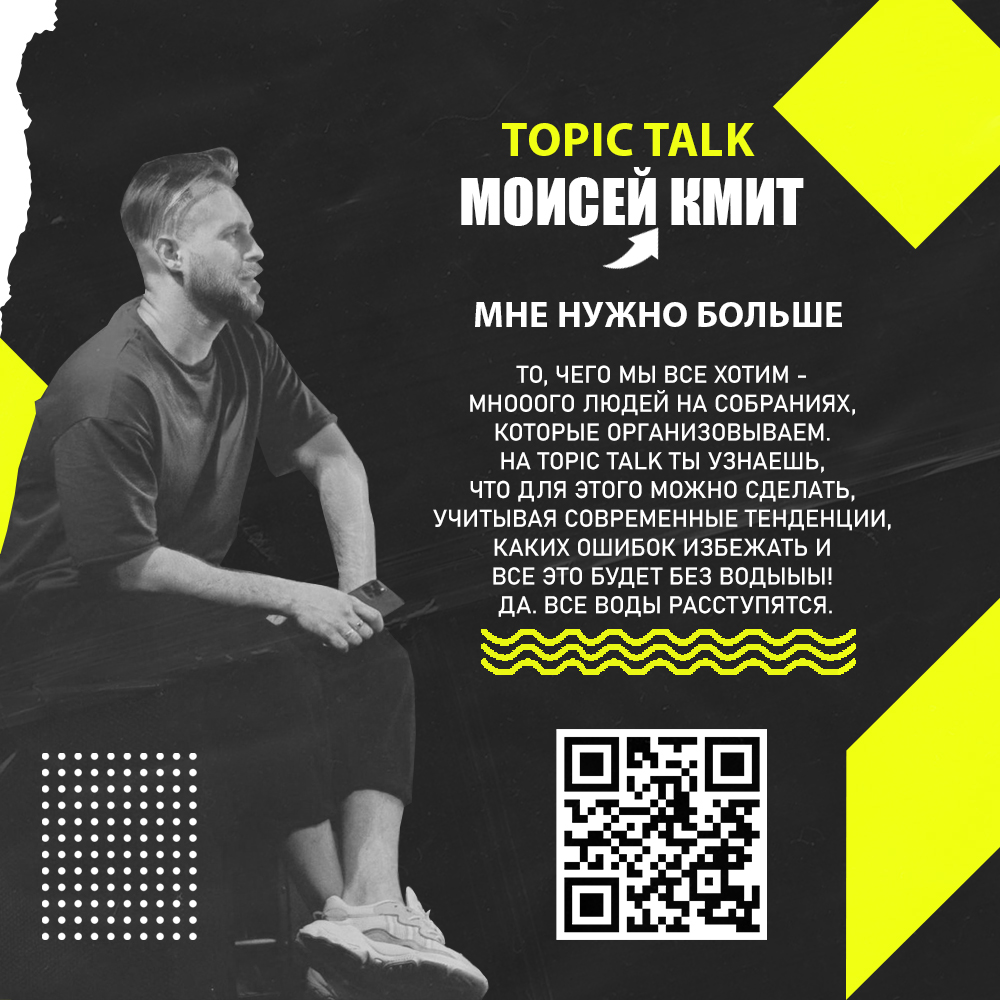 TOPIC TALK
МОИСЕЙ КМИТ
МНЕ НУЖНО БОЛЬШЕ
ТО, ЧЕГО МЫ ВСЕ ХОТИМ -
МНОООГО ЛЮДЕЙ НА СОБРАНИЯХ,
КОТОРЫЕ ОРГАНИЗОВЫВАЕМ.
НА TOPIC TALK ТЫ УЗНАЕШЬ,
ЧТО ДЛЯ ЭТОГО МОЖНО СДЕЛАТЬ,
УЧИТЫВАЯ СОВРЕМЕННЫЕ ТЕНДЕНЦИИ,
КАКИХ ОШИБОК ИЗБЕЖАТЬ И
ВСЕ ЭТО БУДЕТ БЕЗ ВОДЫЫЫ!
ДА. ВСЕ ВОДЫ РАССТУПЯТСЯ.